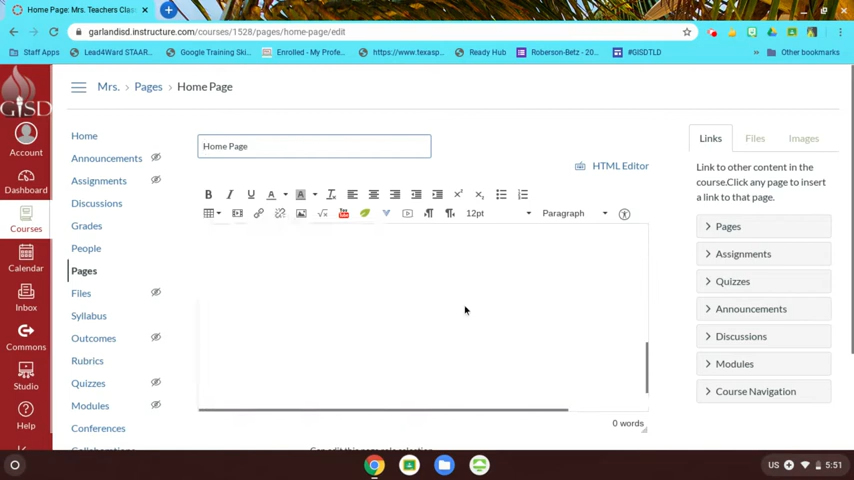 Home Page: Mrs. Teachers Clas
garlandisd.instructure.com/courses/1528/pages/home-page/edit
Staff Apps
Lead4Ward STAAR...
Google Training Skil...
Enrolled - My Profe...
https://www.texasp...
Ready Hub
Roberson-Betz - 20...
#GISDTLD
Other bookmarks
GISD
Account
Dashboard
Courses
Calendar
Inbox
Commons
Studio
Help
Mrs. > Pages > Home Page
Home
Announcements
Assignments
Discussions
Grades
People
Pages
Files
Syllabus
Outcomes
Rubrics
Quizzes
Modules
Conferences
Home Page
HTML Editor
B I U A A
12pt
Paragraph
0 words
Links Files Images
Link to other content in the
course.Click any page to insert
a link to that page.
Pages
Assignments
Quizzes
Announcements
Discussions
Modules
Course Navigation
US 5:51